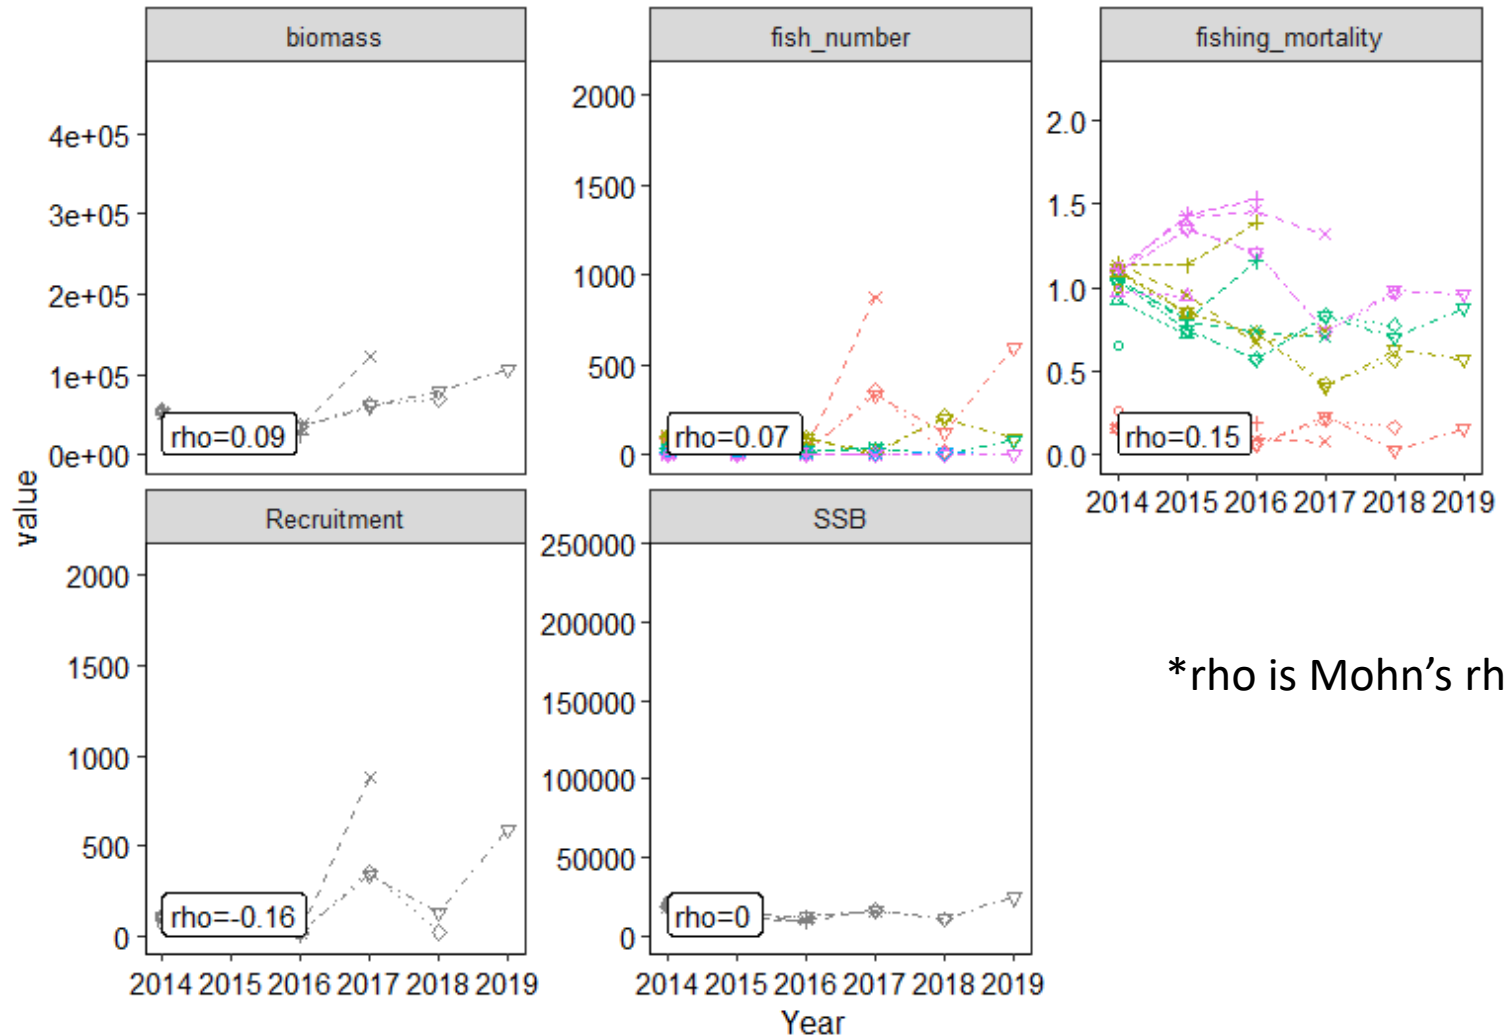 biomass
fish_number
fishing_mortality
4e+05
3e+05
2e+05
1e+05
0e+00
rho=0.09
2000
1500
1000
500
0
rho=0.07
2.0
1.5
1.0
0.5
0.0
rho=0.15
2014 2015 2016 2017 2018 2019
value
Recruitment
SSB
2000
1500
1000
500
0
rho=-0.16
2014 2015 2016 2017 2018 2019
250000
200000
150000
100000
50000
0
rho=0
2014 2015 2016 2017 2018 2019
Year
*rho is Mohn’s rh